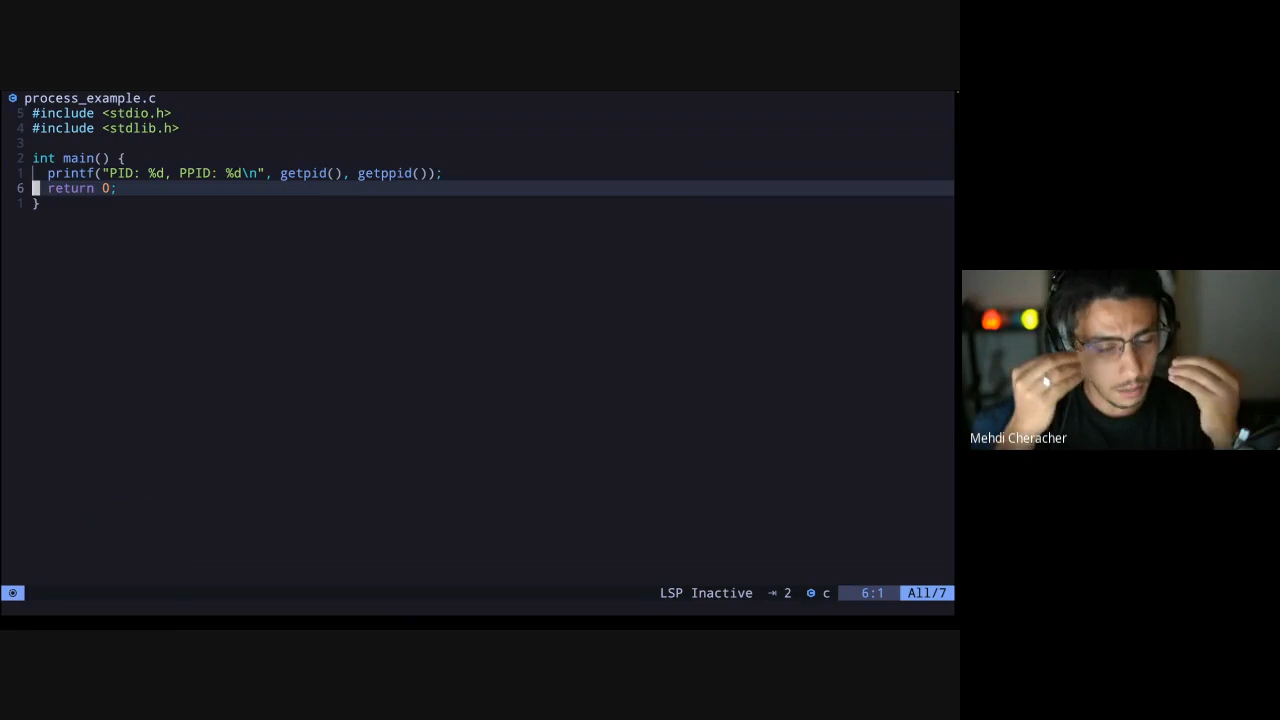 process_example.c
5 #include <stdio.h>
4 #include <stdlib.h>
3
2 int main() {
1 printf("PID: %d, PPID: %d\n", getpid(), getppid());
6 return 0;
1 }
LSP Inactive ⇥ 2 c 6:1 All/7
Mehdi Cheracher